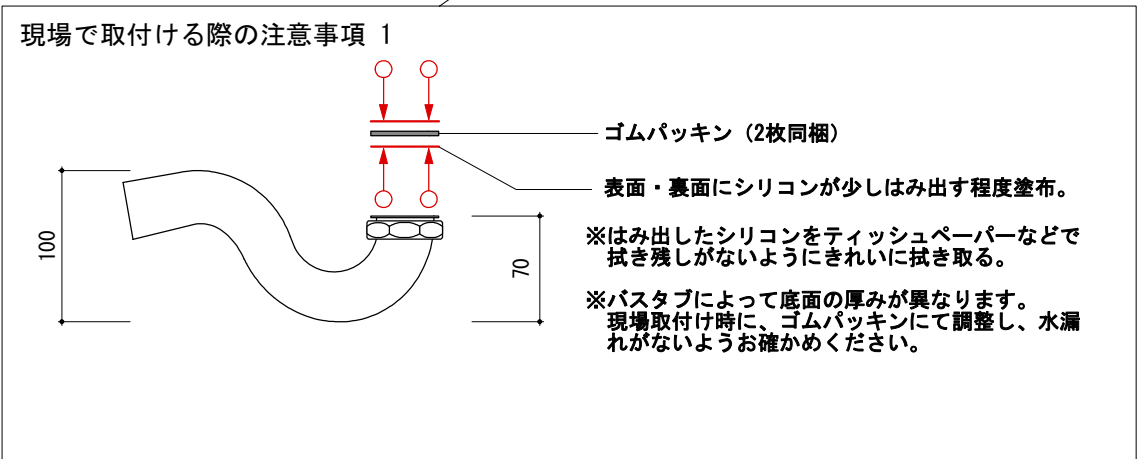 現場で取付ける際の注意事項 1
ゴムパッキン（2枚同梱）
表面・裏面にシリコンが少しはみ出す程度塗布。
※はみ出したシリコンをティッシュペーパーなどで
拭き残しがないようにきれいに拭き取る。
※バスタブによって底面の厚みが異なります。
現場取付け時に、ゴムパッキンにて調整し、水漏
れがないようお確かめください。
100
70